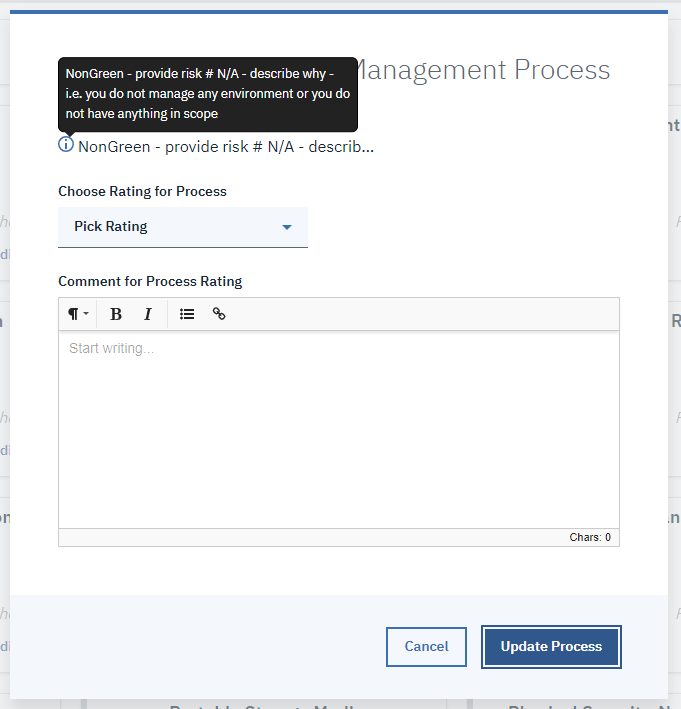 Management Process
NonGreen - provide risk # N/A - describe why -
i.e. you do not manage any environment or you do
not have anything in scope
NonGreen - provide risk # N/A - describ...
Choose Rating for Process
Pick Rating
Comment for Process Rating
¶ B I
Start writing...
Chars: 0
Cancel
Update Process